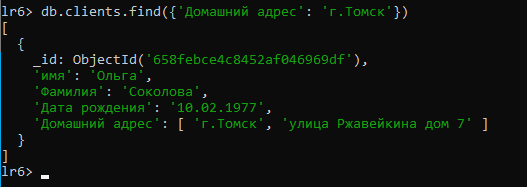 lr6> db.clients.find({'Домашний адрес': 'г.Томск'})
[
  {
    _id: ObjectId('658febce4c8452af046969df'),
    'имя': 'Ольга',
    'Фамилия': 'Соколова',
    'Дата рождения': '10.02.1977',
    'Домашний адрес': [ 'г.Томск', 'улица Ржавейкина дом 7' ]
  }
]
lr6>